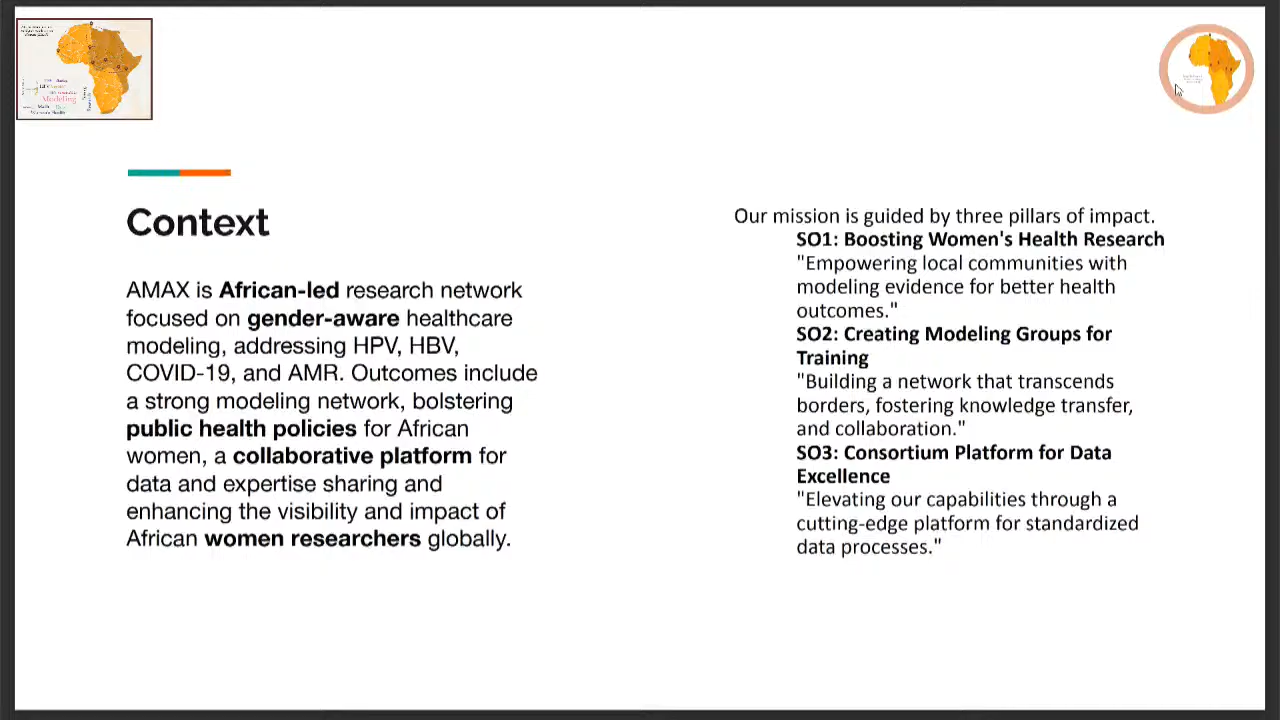 Modeling
Women's Health
Context
AMAX is African-led research network
focused on gender-aware healthcare
modeling, addressing HPV, HBV,
COVID-19, and AMR. Outcomes include
a strong modeling network, bolstering
public health policies for African
women, a collaborative platform for
data and expertise sharing and
enhancing the visibility and impact of
African women researchers globally.
Our mission is guided by three pillars of impact.
SO1: Boosting Women's Health Research
"Empowering local communities with
modeling evidence for better health
outcomes."
SO2: Creating Modeling Groups for
Training
"Building a network that transcends
borders, fostering knowledge transfer,
and collaboration."
SO3: Consortium Platform for Data
Excellence
"Elevating our capabilities through a
cutting-edge platform for standardized
data processes."